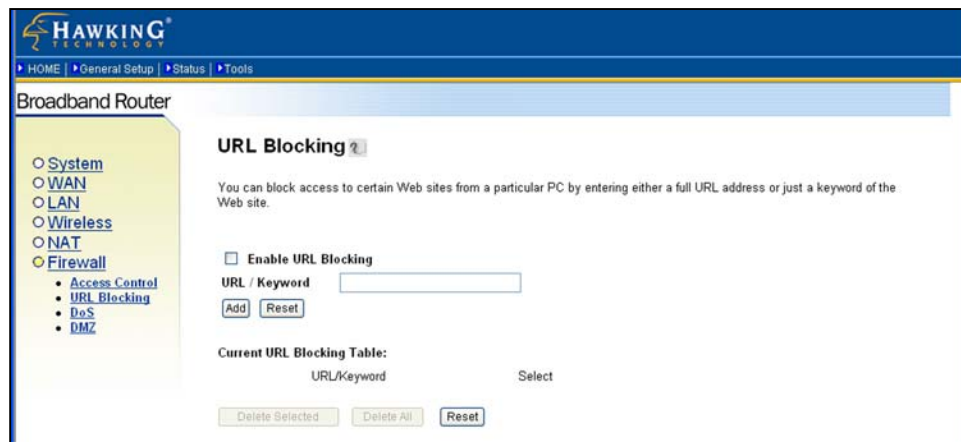 HAWKING®
TECHNOLOGY
HOME | General Setup | Status | Tools
Broadband Router
System
WAN
LAN
Wireless
NAT
Firewall
• Access Control
• URL Blocking
• DoS
• DMZ
URL Blocking ?
You can block access to certain Web sites from a particular PC by entering either a full URL address or just a keyword of the
Web site.
Enable URL Blocking
URL / Keyword
Add Reset
Current URL Blocking Table:
URL/Keyword Select
Delete Selected Delete All Reset